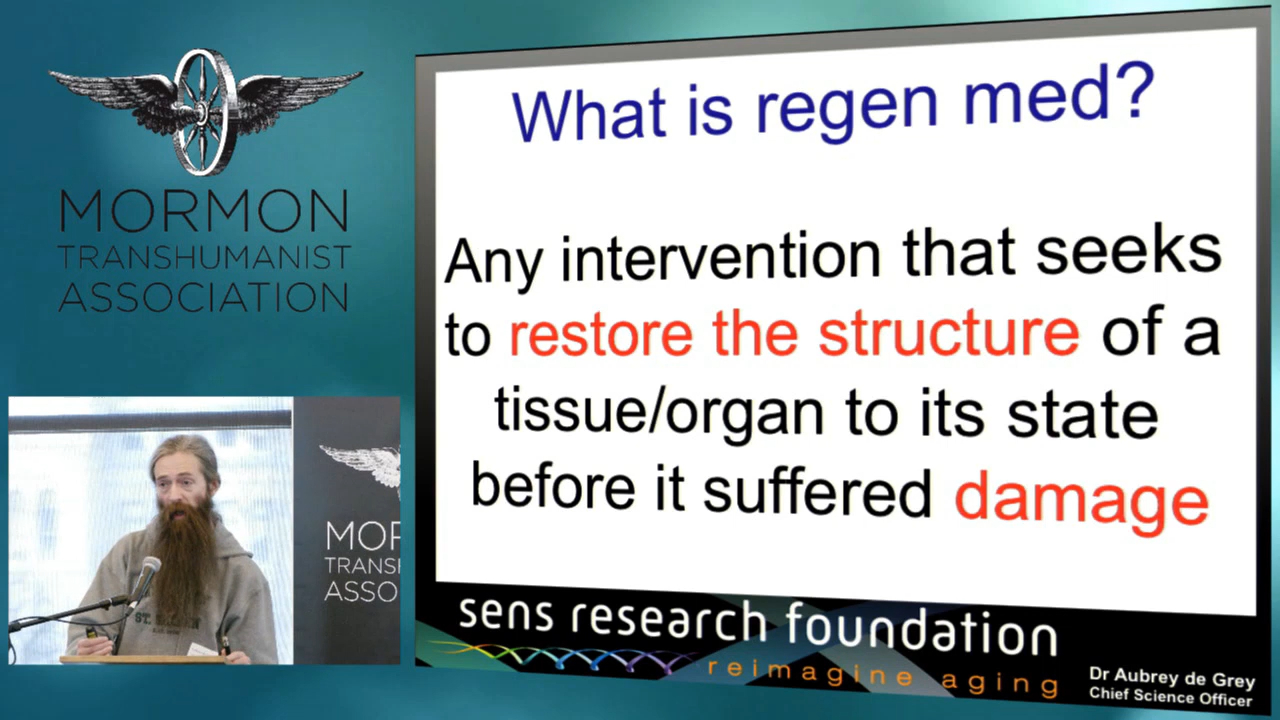 MORMON
TRANSHUMANIST
ASSOCIATION
What is regen med?
Any intervention that seeks
to restore the structure of a
tissue/organ to its state
before it suffered damage
sens research foundation
reimagine aging
Dr Aubrey de Grey
Chief Science Officer
MOR
TRANS
ASSO
ST.